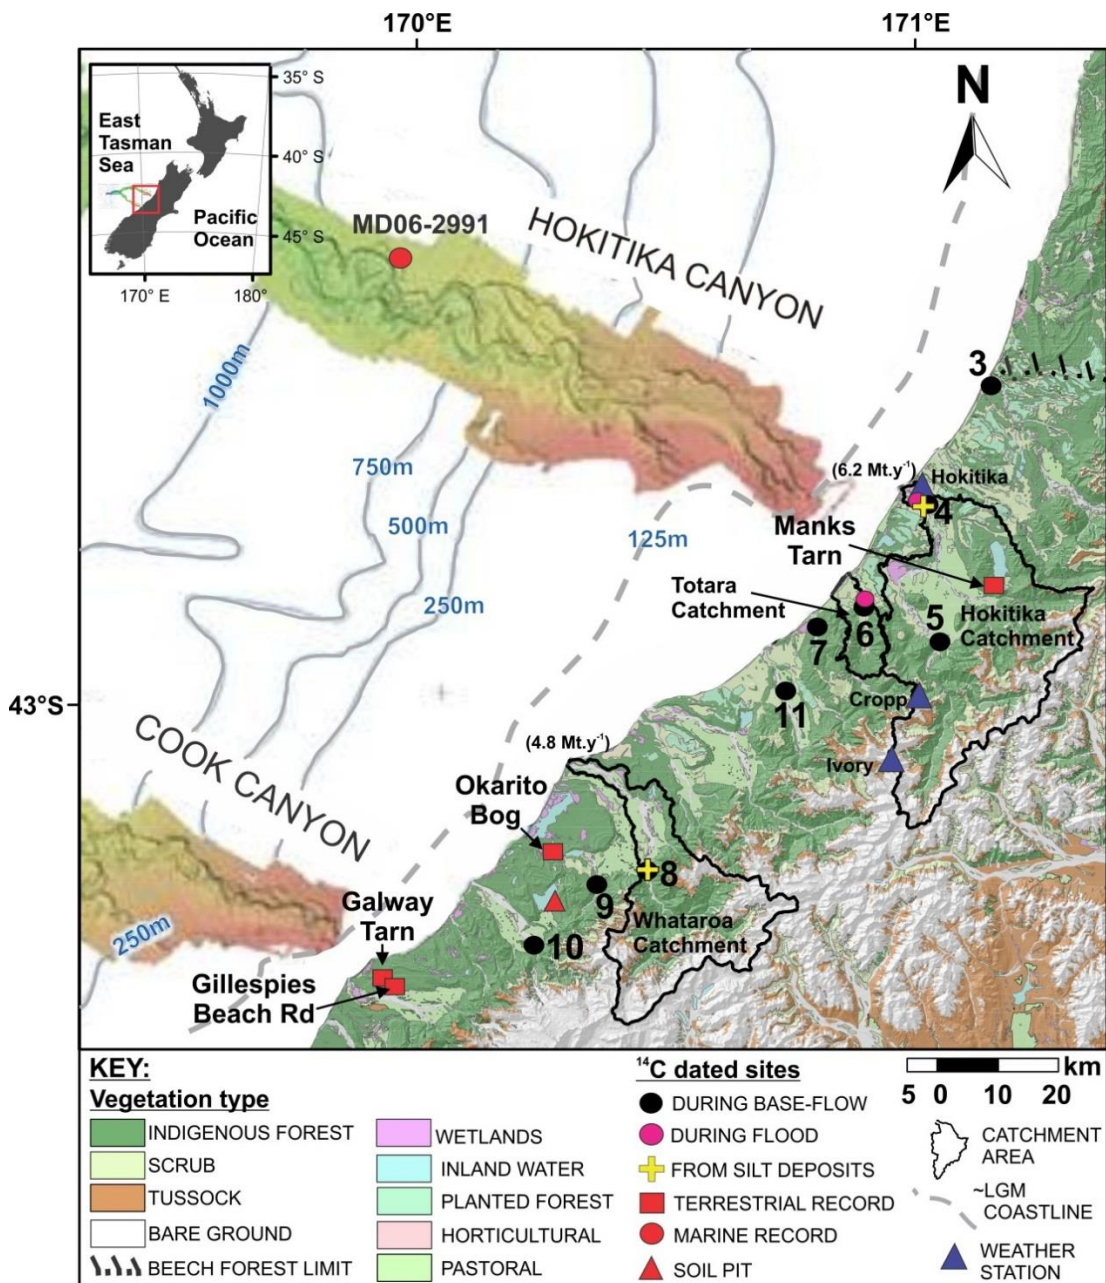 170°E
171°E
35° S
40° S
45° S
East
Tasman
Sea
Pacific
Ocean
170° E
180°
N
MD06-2991
HOKITIKA CANYON
1000m
750m
500m
250m
125m
3
(6.2 Mt.y⁻¹)
Hokitika
4
Manks
Tarn
Totara
Catchment
Hokitika
Catchment
5
6
7
11
Cropp
Ivory
43°S
COOK CANYON
(4.8 Mt.y⁻¹)
Okarito
Bog
8
9
Whataroa
Catchment
10
250m
Galway
Tarn
Gillespies
Beach Rd
KEY:
Vegetation type
INDIGENOUS FOREST
SCRUB
TUSSOCK
BARE GROUND
BEECH FOREST LIMIT
WETLANDS
INLAND WATER
PLANTED FOREST
HORTICULTURAL
PASTORAL
¹⁴C dated sites
DURING BASE-FLOW
DURING FLOOD
FROM SILT DEPOSITS
TERRESTRIAL RECORD
MARINE RECORD
SOIL PIT
km
5 0 10 20
CATCHMENT
AREA
~LGM
COASTLINE
WEATHER
STATION